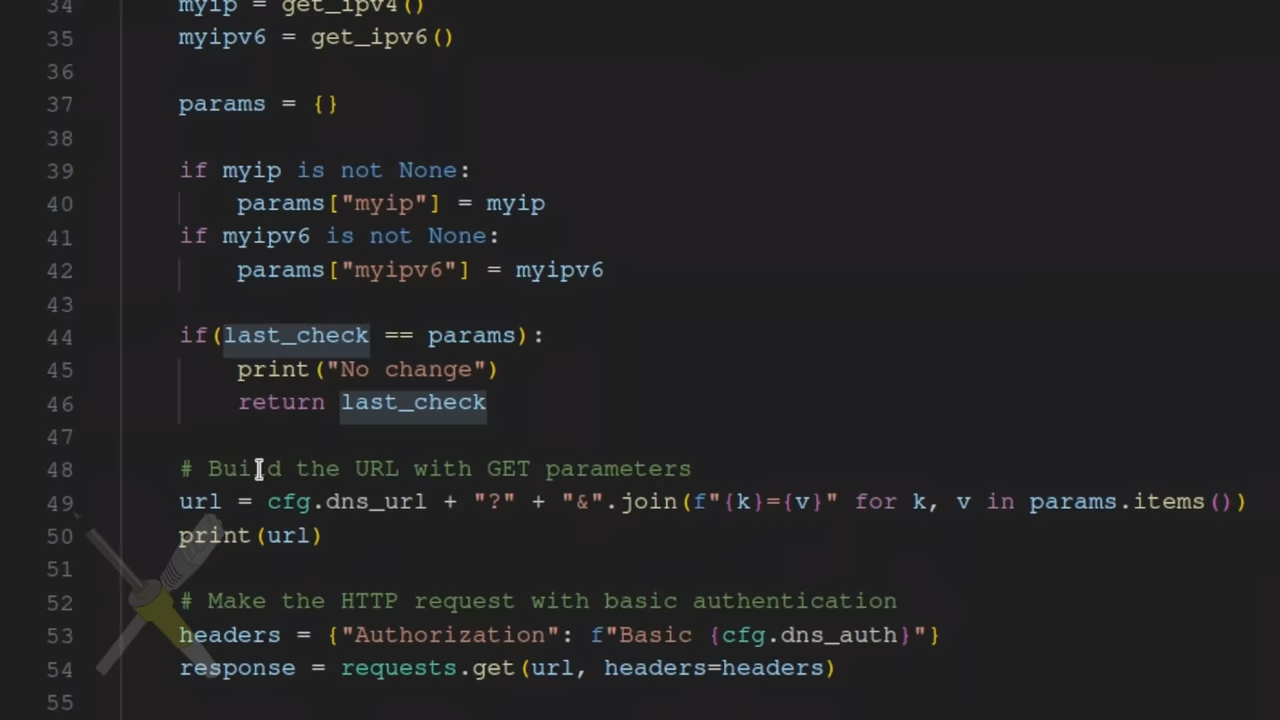 34 myip = get_ipv4()
35 myipv6 = get_ipv6()
36
37 params = {}
38
39 if myip is not None:
40 params["myip"] = myip
41 if myipv6 is not None:
42 params["myipv6"] = myipv6
43
44 if(last_check == params):
45 print("No change")
46 return last_check
47
48 # Build the URL with GET parameters
49 url = cfg.dns_url + "?" + "&".join(f"{k}={v}" for k, v in params.items())
50 print(url)
51
52 # Make the HTTP request with basic authentication
53 headers = {"Authorization": f"Basic {cfg.dns_auth}"}
54 response = requests.get(url, headers=headers)
55